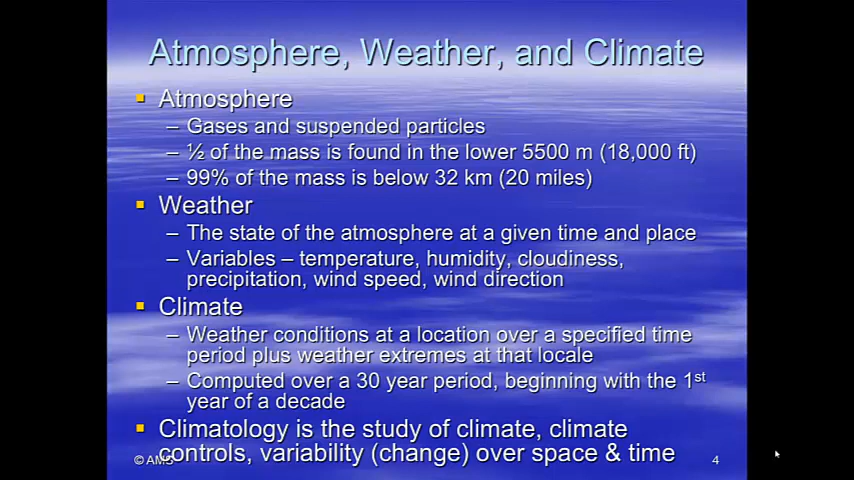 Atmosphere, Weather, and Climate
Atmosphere
– Gases and suspended particles
– ½ of the mass is found in the lower 5500 m (18,000 ft)
– 99% of the mass is below 32 km (20 miles)
Weather
– The state of the atmosphere at a given time and place
– Variables – temperature, humidity, cloudiness,
precipitation, wind speed, wind direction
Climate
– Weather conditions at a location over a specified time
period plus weather extremes at that locale
– Computed over a 30 year period, beginning with the 1st
year of a decade
Climatology is the study of climate, climate
controls, variability (change) over space & time
© AMS
4